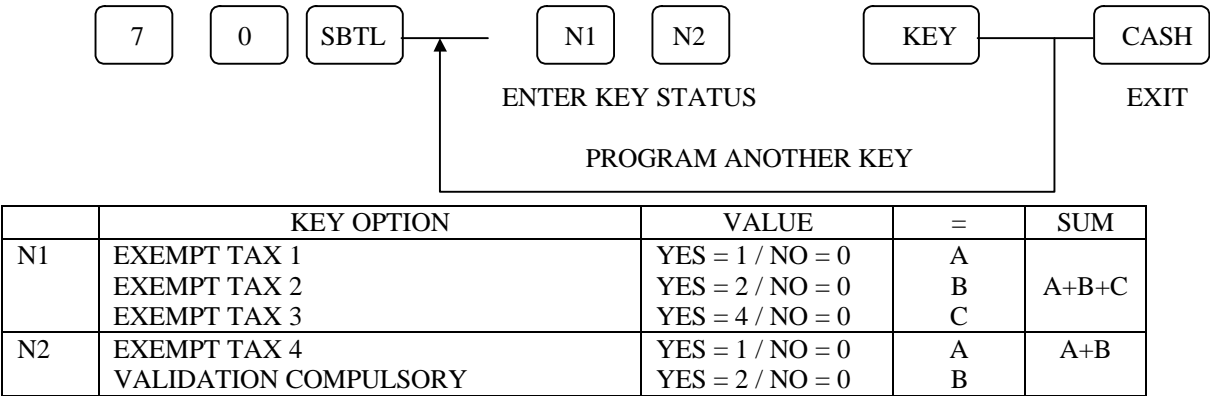 7 0 SBTL N1 N2 KEY CASH
ENTER KEY STATUS EXIT
PROGRAM ANOTHER KEY
KEY OPTION VALUE = SUM
N1 EXEMPT TAX 1 YES = 1 / NO = 0 A
EXEMPT TAX 2 YES = 2 / NO = 0 B A+B+C
EXEMPT TAX 3 YES = 4 / NO = 0 C
N2 EXEMPT TAX 4 YES = 1 / NO = 0 A A+B
VALIDATION COMPULSORY YES = 2 / NO = 0 B